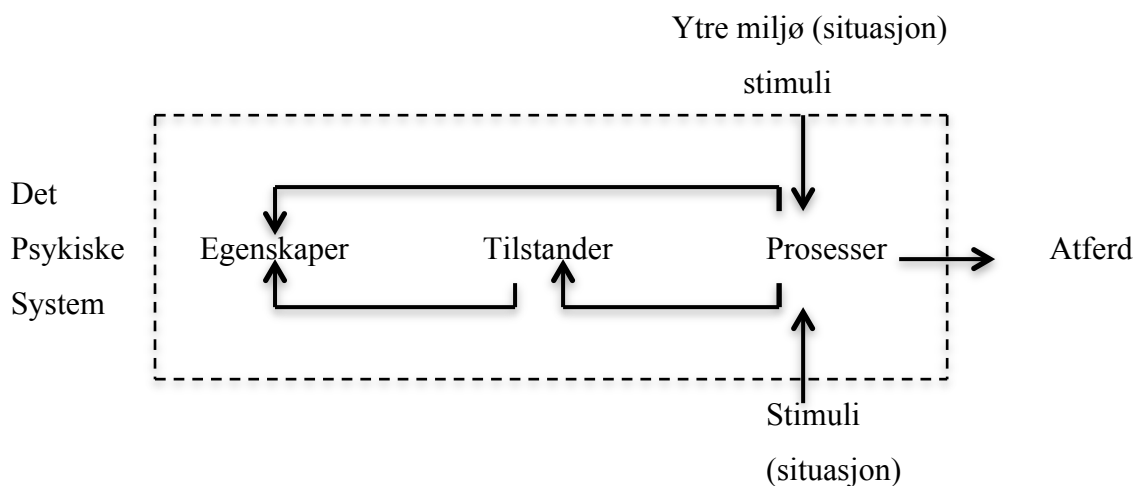 Ytre miljø (situasjon)
stimuli
Det
Psykiske
System
Egenskaper
Tilstander
Prosesser
Atferd
Stimuli
(situasjon)